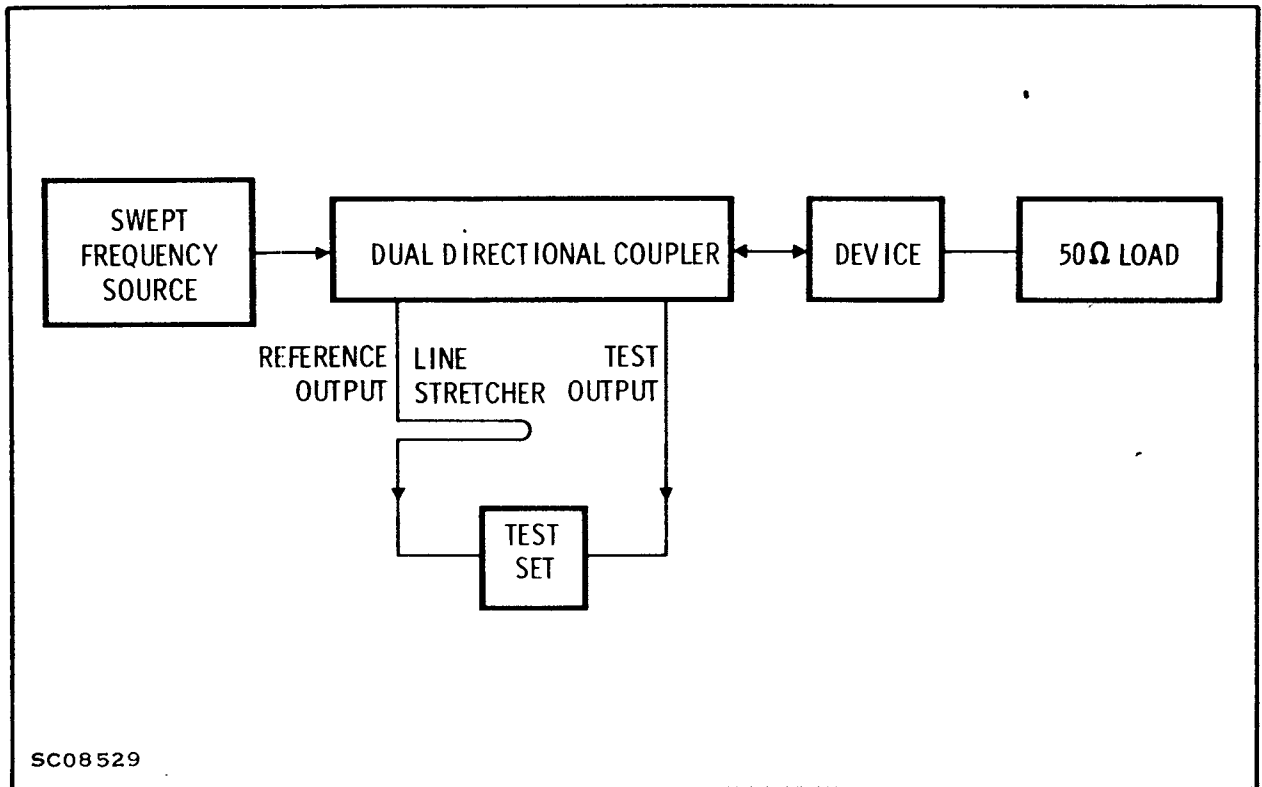 SWEPT
FREQUENCY
SOURCE
DUAL DIRECTIONAL COUPLER
DEVICE
50Ω LOAD
REFERENCE
OUTPUT
LINE
STRETCHER
TEST
OUTPUT
TEST
SET
SC08529